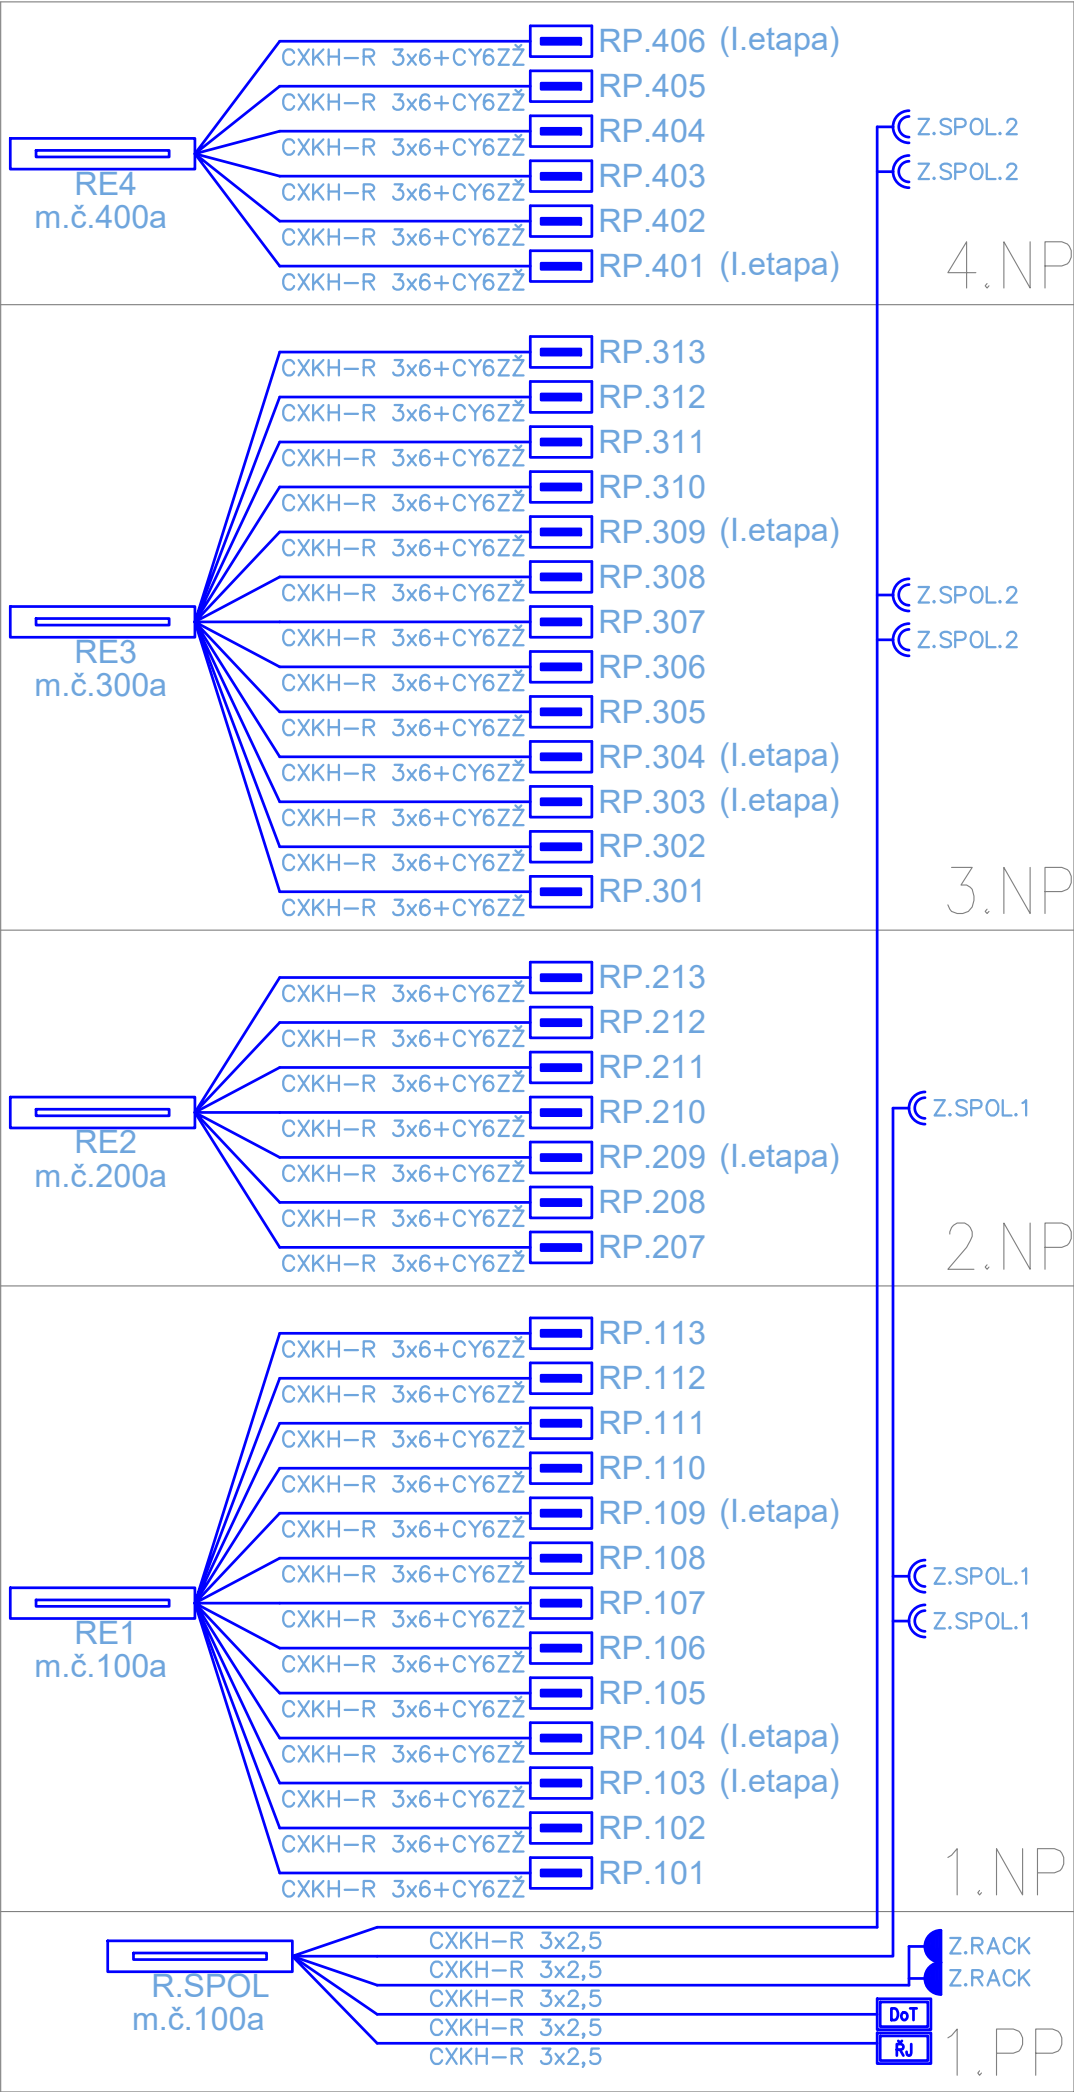 RP.406 (I.etapa)
CXKH-R 3x6+CY6ZŽ
RP.405
CXKH-R 3x6+CY6ZŽ
RP.404
CXKH-R 3x6+CY6ZŽ
RP.403
CXKH-R 3x6+CY6ZŽ
RP.402
CXKH-R 3x6+CY6ZŽ
RP.401 (I.etapa)
CXKH-R 3x6+CY6ZŽ
RE4
m.č.400a
Z.SPOL.2
Z.SPOL.2
4.NP
RP.313
CXKH-R 3x6+CY6ZŽ
RP.312
CXKH-R 3x6+CY6ZŽ
RP.311
CXKH-R 3x6+CY6ZŽ
RP.310
CXKH-R 3x6+CY6ZŽ
RP.309 (I.etapa)
CXKH-R 3x6+CY6ZŽ
RP.308
CXKH-R 3x6+CY6ZŽ
RP.307
CXKH-R 3x6+CY6ZŽ
RP.306
CXKH-R 3x6+CY6ZŽ
RP.305
CXKH-R 3x6+CY6ZŽ
RP.304 (I.etapa)
CXKH-R 3x6+CY6ZŽ
RP.303 (I.etapa)
CXKH-R 3x6+CY6ZŽ
RP.302
CXKH-R 3x6+CY6ZŽ
RP.301
CXKH-R 3x6+CY6ZŽ
RE3
m.č.300a
Z.SPOL.2
Z.SPOL.2
3.NP
RP.213
CXKH-R 3x6+CY6ZŽ
RP.212
CXKH-R 3x6+CY6ZŽ
RP.211
CXKH-R 3x6+CY6ZŽ
RP.210
CXKH-R 3x6+CY6ZŽ
RP.209 (I.etapa)
CXKH-R 3x6+CY6ZŽ
RP.208
CXKH-R 3x6+CY6ZŽ
RP.207
CXKH-R 3x6+CY6ZŽ
RE2
m.č.200a
Z.SPOL.1
2.NP
RP.113
CXKH-R 3x6+CY6ZŽ
RP.112
CXKH-R 3x6+CY6ZŽ
RP.111
CXKH-R 3x6+CY6ZŽ
RP.110
CXKH-R 3x6+CY6ZŽ
RP.109 (I.etapa)
CXKH-R 3x6+CY6ZŽ
RP.108
CXKH-R 3x6+CY6ZŽ
RP.107
CXKH-R 3x6+CY6ZŽ
RP.106
CXKH-R 3x6+CY6ZŽ
RP.105
CXKH-R 3x6+CY6ZŽ
RP.104 (I.etapa)
CXKH-R 3x6+CY6ZŽ
RP.103 (I.etapa)
CXKH-R 3x6+CY6ZŽ
RP.102
CXKH-R 3x6+CY6ZŽ
RP.101
CXKH-R 3x6+CY6ZŽ
RE1
m.č.100a
Z.SPOL.1
Z.SPOL.1
1.NP
R.SPOL
m.č.100a
CXKH-R 3x2,5
CXKH-R 3x2,5
CXKH-R 3x2,5
CXKH-R 3x2,5
CXKH-R 3x2,5
Z.RACK
Z.RACK
DoT
ŘJ
1.PP